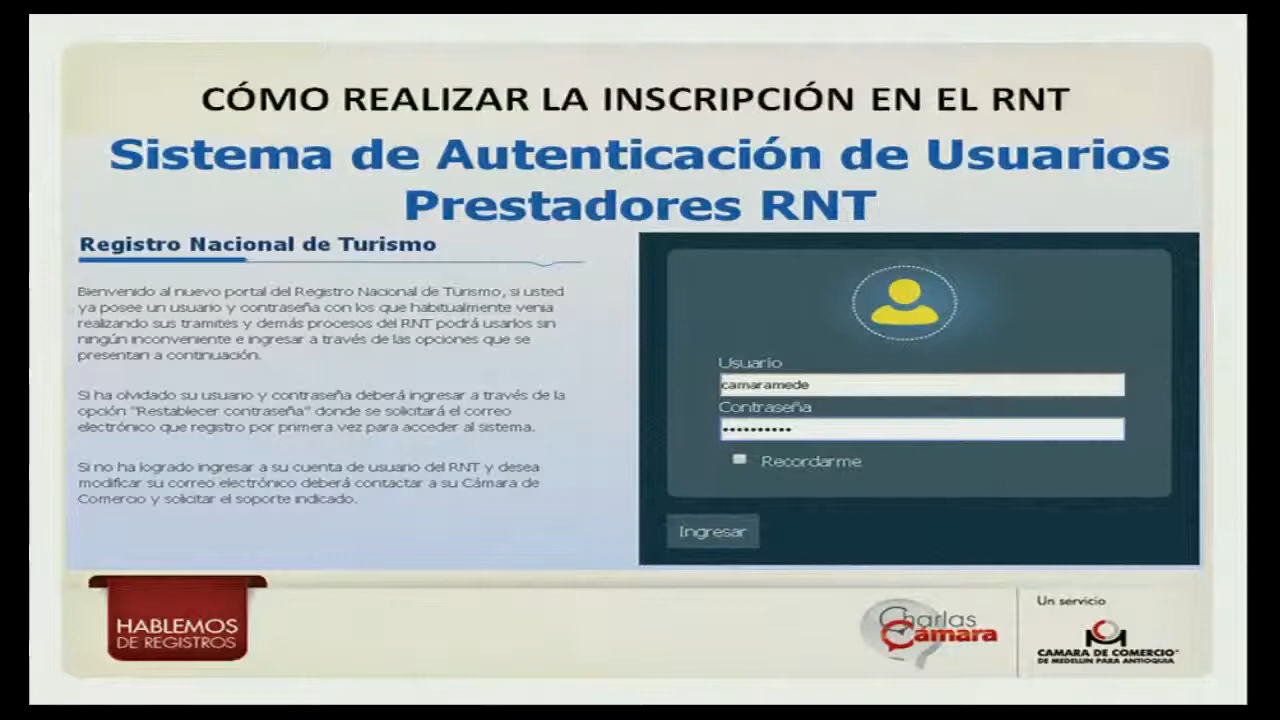 CÓMO REALIZAR LA INSCRIPCIÓN EN EL RNT
Sistema de Autenticación de Usuarios
Prestadores RNT
Registro Nacional de Turismo
Bienvenido al nuevo portal del Registro Nacional de Turismo, si usted
ya posee un usuario y contraseña con los que habitualmente venia
realizando sus tramites y demás procesos del RNT podrá usarlos sin
ningún inconveniente e ingresar a través de las opciones que se
presentan a continuación.
Si ha olvidado su usuario y contraseña deberá ingresar a través de la
opción "Restablecer contraseña" donde se solicitará el correo
electrónico que registro por primera vez para acceder al sistema.
Si no ha logrado ingresar a su cuenta de usuario del RNT y desea
modificar su correo electrónico deberá contactar a su Cámara de
Comercio y solicitar el soporte indicado.
Usuario
camaramede
Contraseña
••••••••••
Recordarme
Ingresar
HABLEMOS
DE REGISTROS
Charlas
Cámara
Un servicio
CAMARA DE COMERCIO
DE MEDELLIN PARA ANTIOQUIA